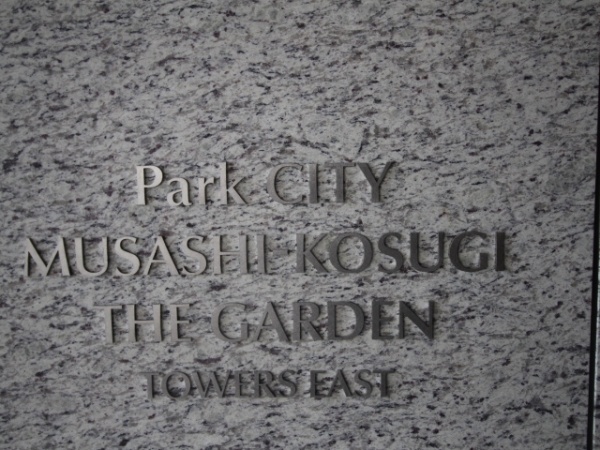 Park CITY
MUSASHI KOSUGI
THE GARDEN
TOWERS EAST